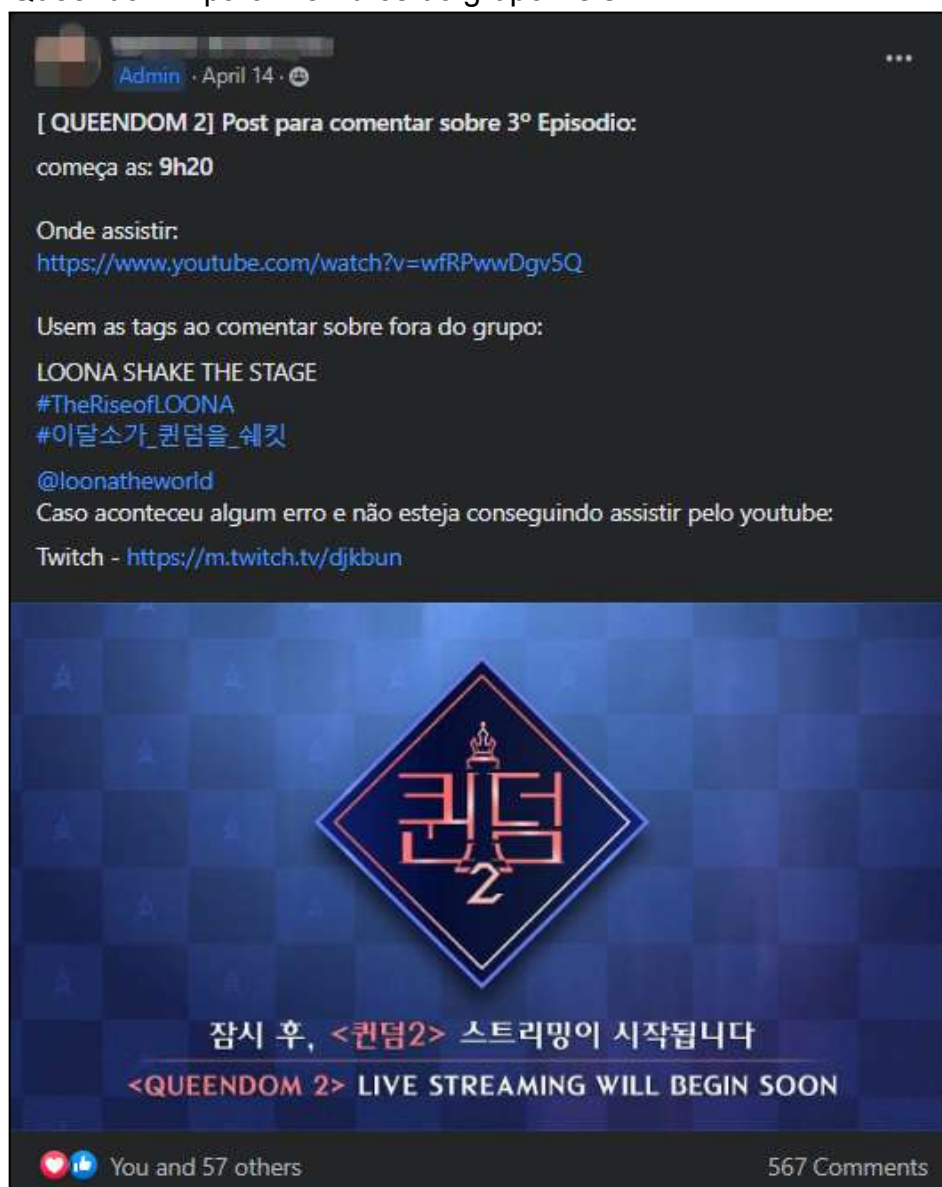 Admin · April 14 ·
[ QUEENDOM 2] Post para comentar sobre 3º Episodio:
começa as: 9h20
Onde assistir:
https://www.youtube.com/watch?v=wfRPwwDgv5Q
Usem as tags ao comentar sobre fora do grupo:
LOONA SHAKE THE STAGE
#TheRiseofLOONA
#이달소가_퀸덤을_쉐킷
@loonatheworld
Caso aconteceu algum erro e não esteja conseguindo assistir pelo youtube:
Twitch - https://m.twitch.tv/djkbun
퀸덤
2
잠시 후, <퀸덤2> 스트리밍이 시작됩니다
<QUEENDOM 2> LIVE STREAMING WILL BEGIN SOON
You and 57 others
567 Comments